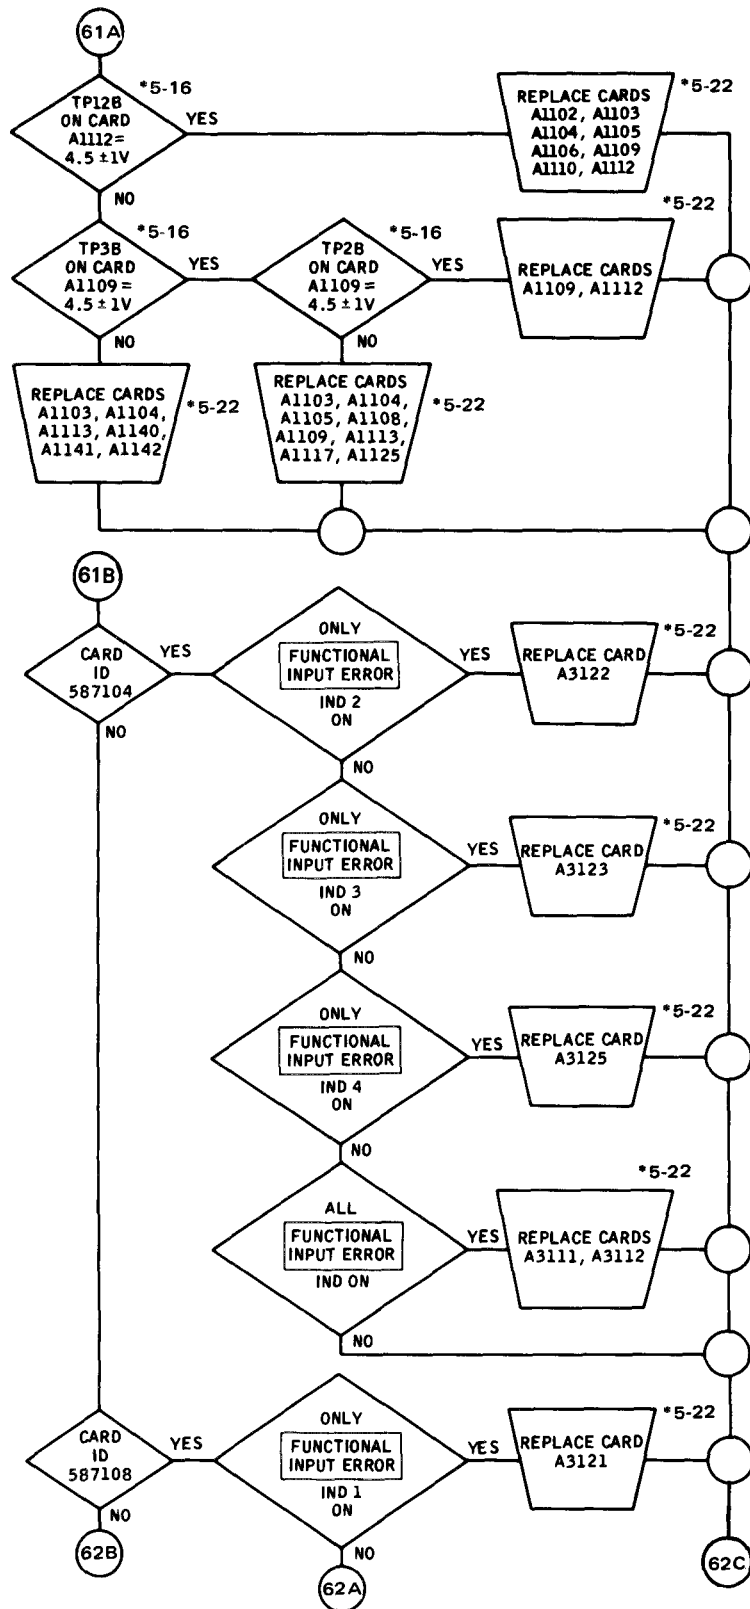 61A
*5-16
TP12B
ON CARD
A1112=
4.5 ±1V
YES
NO
REPLACE CARDS
A1102, A1103
A1104, A1105
A1106, A1109
A1110, A1112
*5-22
*5-16
TP3B
ON CARD
A1109=
4.5 ±1V
YES
NO
*5-16
TP2B
ON CARD
A1109=
4.5 ±1V
YES
NO
*5-22
REPLACE CARDS
A1109, A1112
REPLACE CARDS
A1103, A1104,
A1113, A1140,
A1141, A1142
*5-22
REPLACE CARDS
A1103, A1104,
A1105, A1108,
A1109, A1113,
A1117, A1125
*5-22
61B
CARD
ID
587104
YES
NO
ONLY
FUNCTIONAL
INPUT ERROR
IND 2
ON
YES
NO
*5-22
REPLACE CARD
A3122
ONLY
FUNCTIONAL
INPUT ERROR
IND 3
ON
YES
NO
*5-22
REPLACE CARD
A3123
ONLY
FUNCTIONAL
INPUT ERROR
IND 4
ON
YES
NO
*5-22
REPLACE CARD
A3125
ALL
FUNCTIONAL
INPUT ERROR
IND ON
YES
NO
*5-22
REPLACE CARDS
A3111, A3112
CARD
ID
587108
YES
NO
ONLY
FUNCTIONAL
INPUT ERROR
IND 1
ON
YES
NO
*5-22
REPLACE CARD
A3121
62B
62A
62C